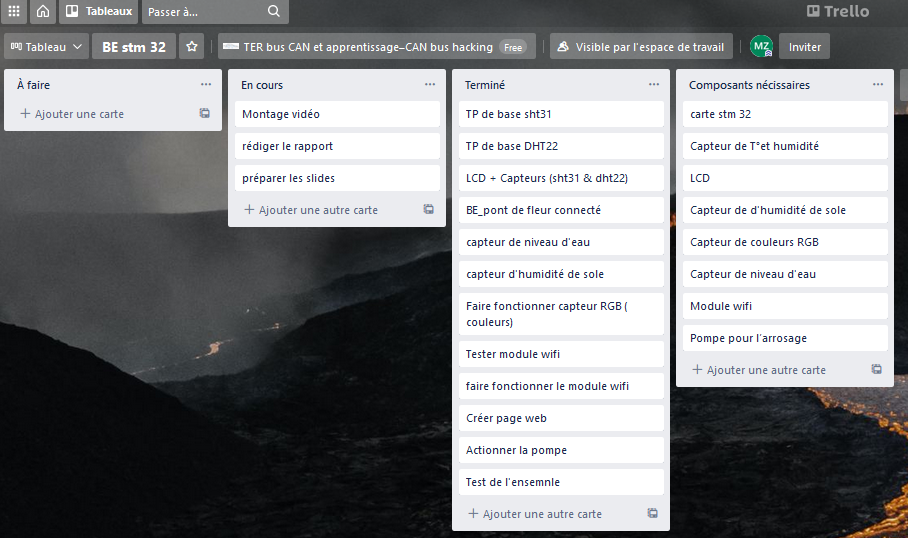 Tableaux
Passer à...
Trello
Tableau
BE stm 32
TER bus CAN et apprentissage–CAN bus hacking
Free
Visible par l'espace de travail
MZ
Inviter
À faire
Ajouter une carte
En cours
Montage vidéo
rédiger le rapport
préparer les slides
Ajouter une autre carte
Terminé
TP de base sht31
TP de base DHT22
LCD + Capteurs (sht31 & dht22)
BE_pont de fleur connecté
capteur de niveau d'eau
capteur d'humidité de sole
Faire fonctionner capteur RGB (
couleurs)
Tester module wifi
faire fonctionner le module wifi
Créer page web
Actionner la pompe
Test de l'ensemnle
Ajouter une autre carte
Composants nécissaires
carte stm 32
Capteur de T°et humidité
LCD
Capteur de d'humidité de sole
Capteur de couleurs RGB
Capteur de niveau d'eau
Module wifi
Pompe pour l'arrosage
Ajouter une autre carte